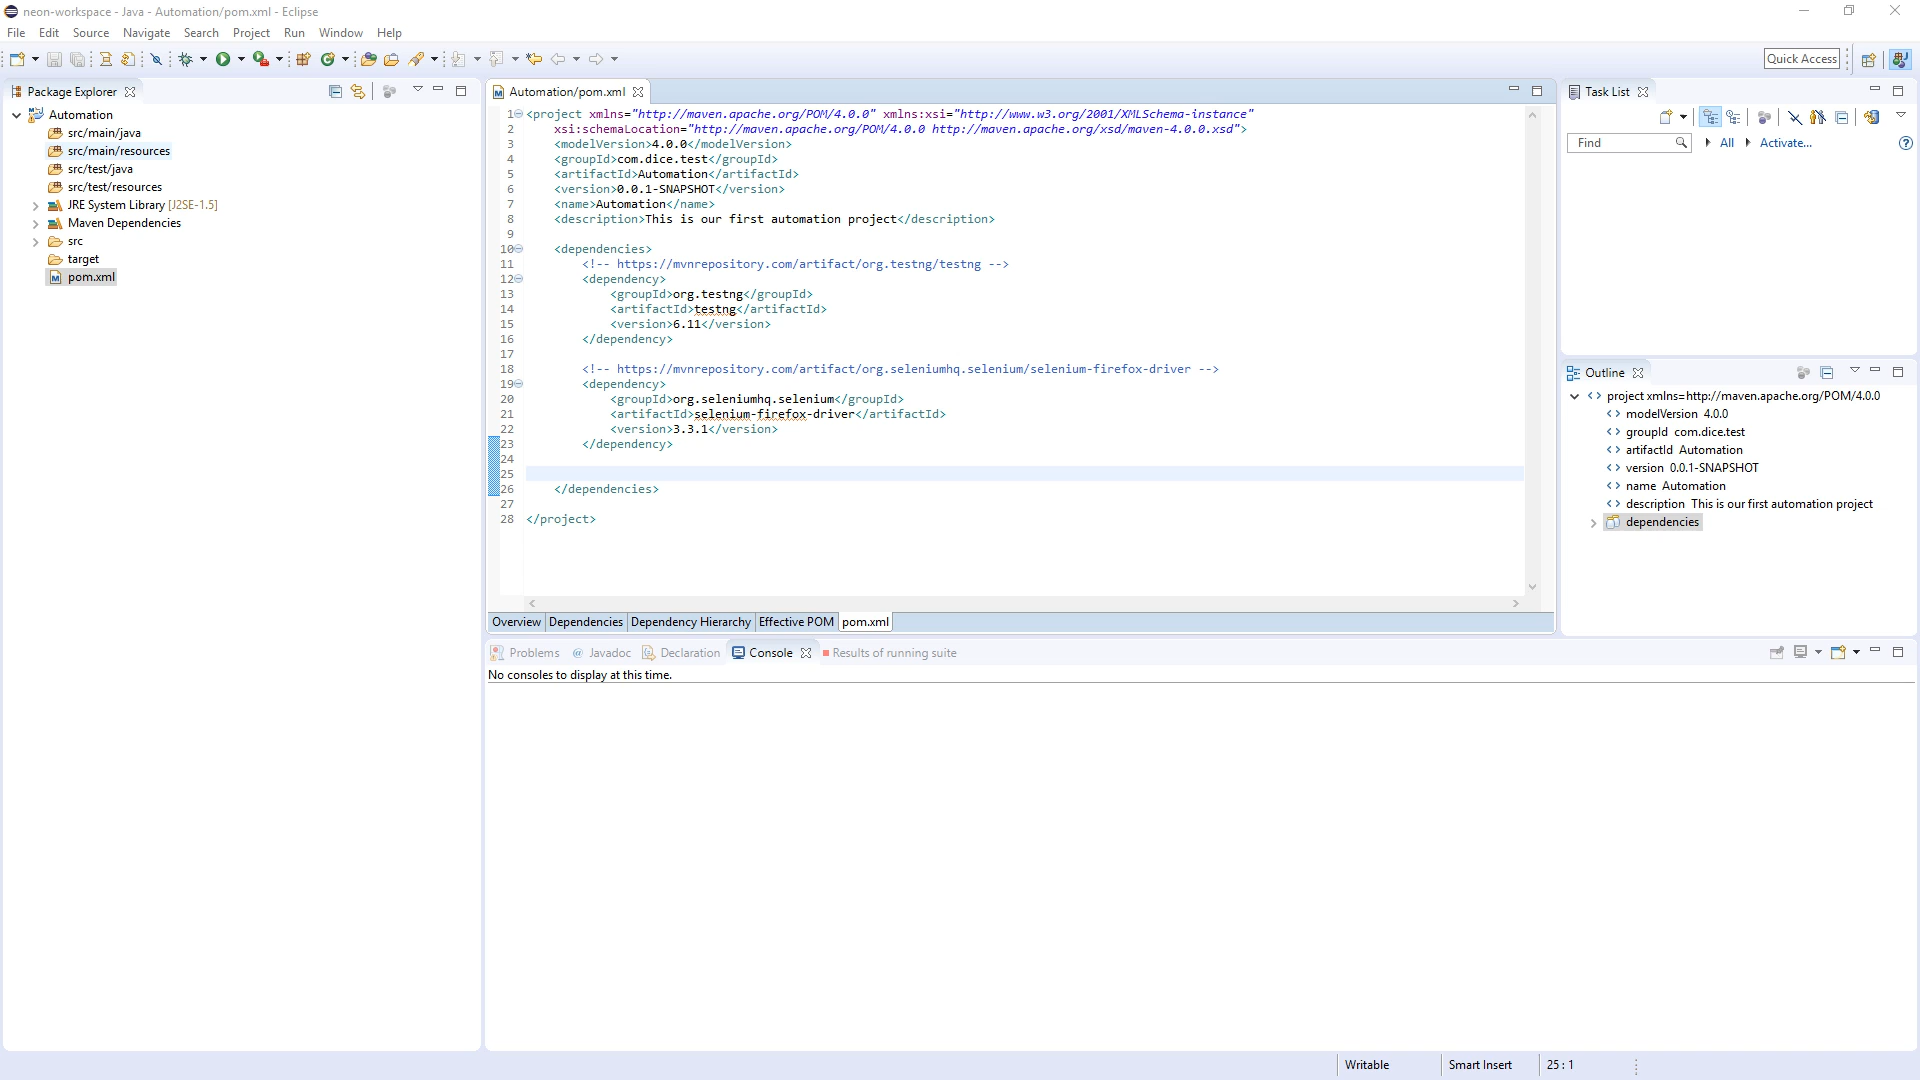 neon-workspace - Java - Automation/pom.xml - Eclipse
File Edit Source Navigate Search Project Run Window Help
Quick Access
Package Explorer
Automation
src/main/java
src/main/resources
src/test/java
src/test/resources
JRE System Library [J2SE-1.5]
Maven Dependencies
src
target
pom.xml
Automation/pom.xml
1 <project xmlns="http://maven.apache.org/POM/4.0.0" xmlns:xsi="http://www.w3.org/2001/XMLSchema-instance"
2 xsi:schemaLocation="http://maven.apache.org/POM/4.0.0 http://maven.apache.org/xsd/maven-4.0.0.xsd">
3 <modelVersion>4.0.0</modelVersion>
4 <groupId>com.dice.test</groupId>
5 <artifactId>Automation</artifactId>
6 <version>0.0.1-SNAPSHOT</version>
7 <name>Automation</name>
8 <description>This is our first automation project</description>
9
10 <dependencies>
11 <!-- https://mvnrepository.com/artifact/org.testng/testng -->
12 <dependency>
13 <groupId>org.testng</groupId>
14 <artifactId>testng</artifactId>
15 <version>6.11</version>
16 </dependency>
17
18 <!-- https://mvnrepository.com/artifact/org.seleniumhq.selenium/selenium-firefox-driver -->
19 <dependency>
20 <groupId>org.seleniumhq.selenium</groupId>
21 <artifactId>selenium-firefox-driver</artifactId>
22 <version>3.3.1</version>
23 </dependency>
24
25
26 </dependencies>
27
28 </project>
Overview Dependencies Dependency Hierarchy Effective POM pom.xml
Problems @ Javadoc Declaration Console Results of running suite
No consoles to display at this time.
Task List
Find All Activate...
Outline
project xmlns=http://maven.apache.org/POM/4.0.0
modelVersion 4.0.0
groupId com.dice.test
artifactId Automation
version 0.0.1-SNAPSHOT
name Automation
description This is our first automation project
dependencies
Writable Smart Insert 25 : 1